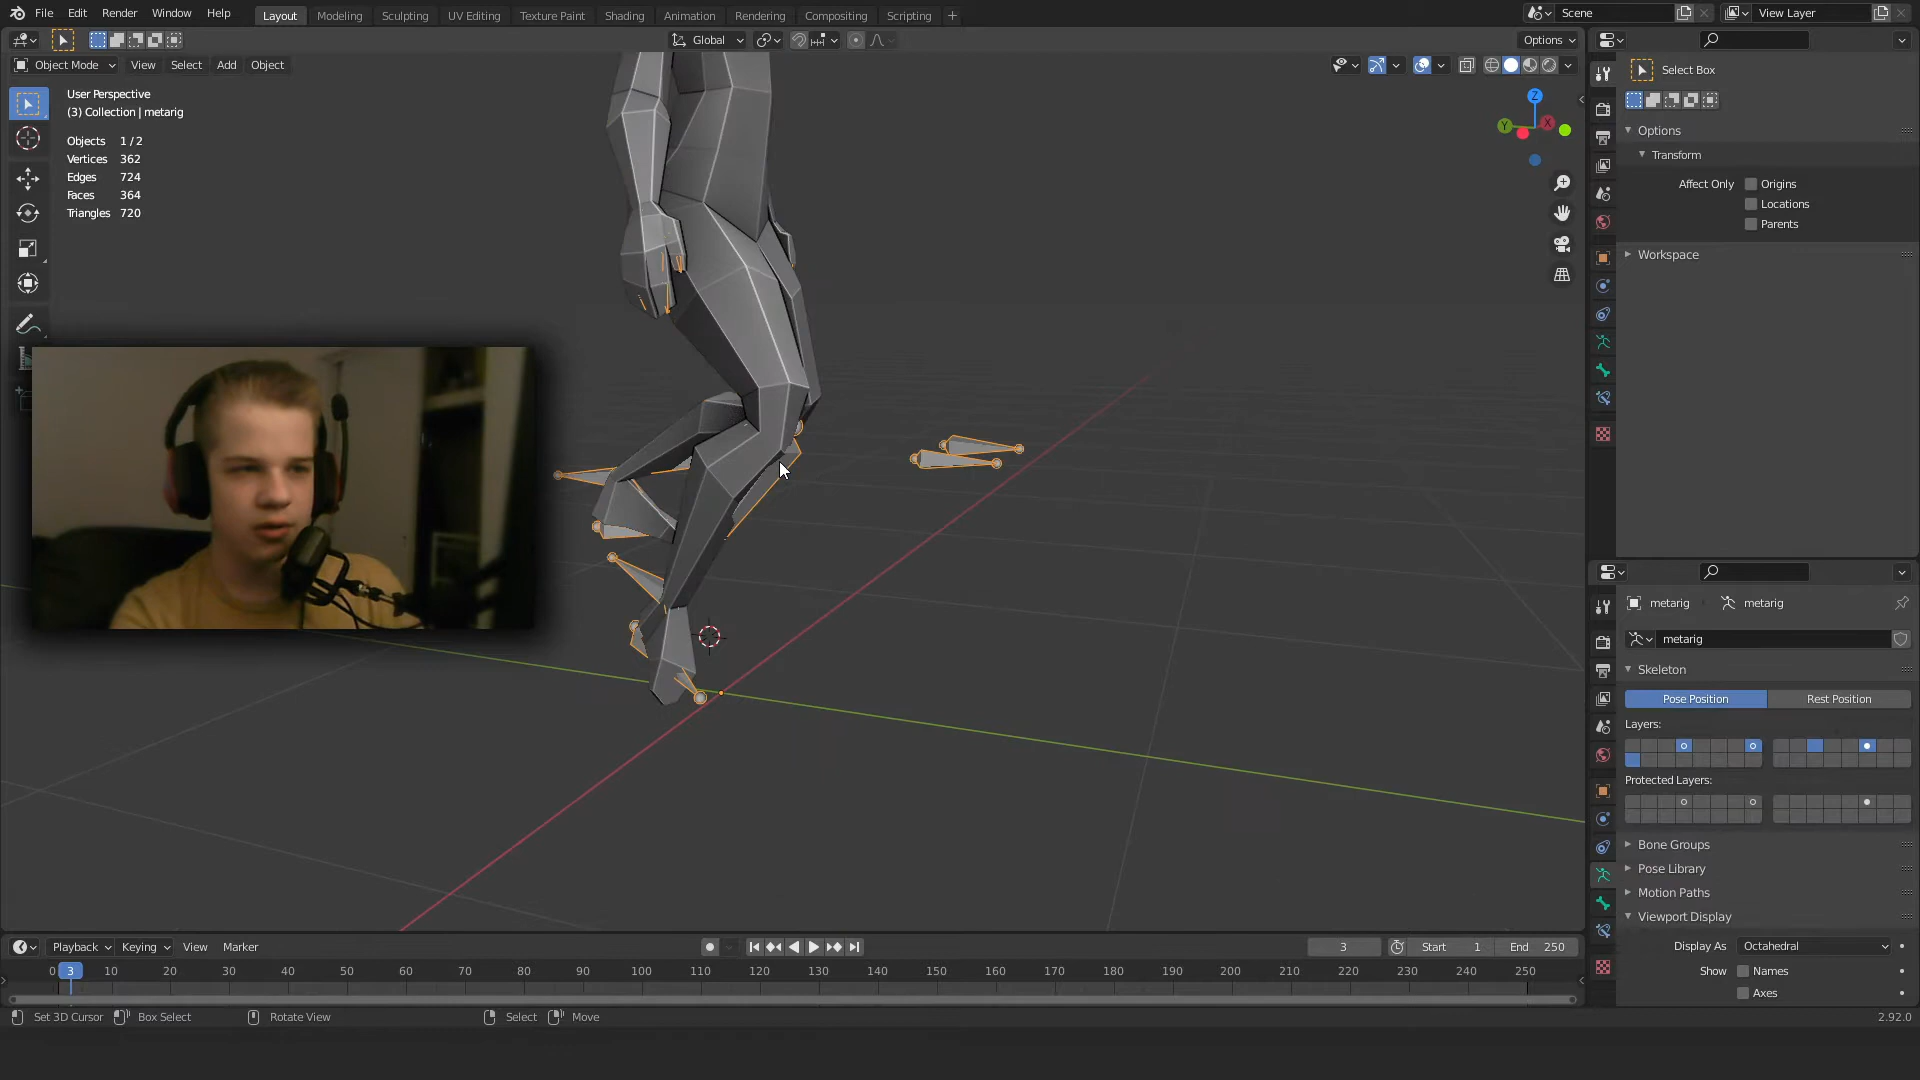 File Edit Render Window Help
Layout Modeling Sculpting UV Editing Texture Paint Shading Animation Rendering Compositing Scripting +
Scene
View Layer
Global
Options
Object Mode View Select Add Object
User Perspective
(3) Collection | metarig
Objects 1 / 2
Vertices 362
Edges 724
Faces 364
Triangles 720
Z
Y
X
Select Box
Options
Transform
Affect Only Origins
Locations
Parents
Workspace
metarig metarig
metarig
Skeleton
Pose Position Rest Position
Layers:
Protected Layers:
Bone Groups
Pose Library
Motion Paths
Viewport Display
Display As Octahedral
Show Names
Axes
Playback Keying View Marker
3 Start 1 End 250
0 3 10 20 30 40 50 60 70 80 90 100 110 120 130 140 150 160 170 180 190 200 210 220 230 240 250
Set 3D Cursor Box Select Rotate View Select Move
2.92.0